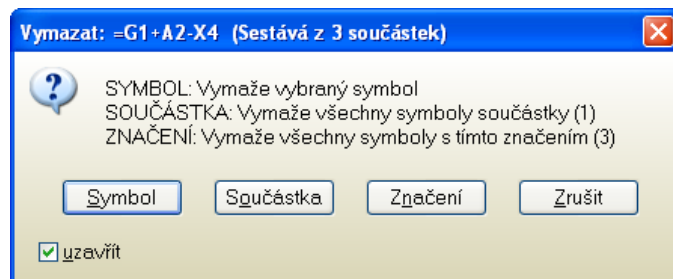 Vymazat: =G1+A2-X4 (Sestává z 3 součástek)
SYMBOL: Vymaže vybraný symbol
SOUČÁSTKA: Vymaže všechny symboly součástky (1)
ZNAČENÍ: Vymaže všechny symboly s tímto značením (3)
Symbol Součástka Značení Zrušit
uzavřít